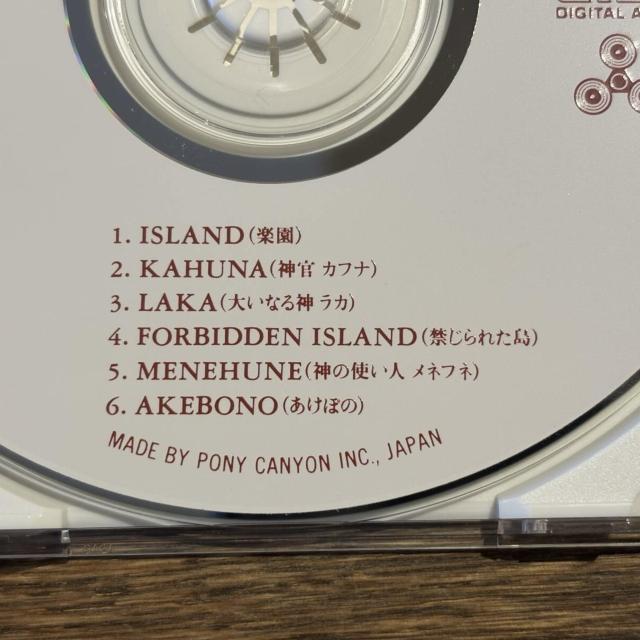 DIGITAL A
1. ISLAND(楽園)
2. KAHUNA(神官 カフナ)
3. LAKA(大いなる神 ラカ)
4. FORBIDDEN ISLAND(禁じられた島)
5. MENEHUNE(神の使い人 メネフネ)
6. AKEBONO(あけぼの)
MADE BY PONY CANYON INC., JAPAN